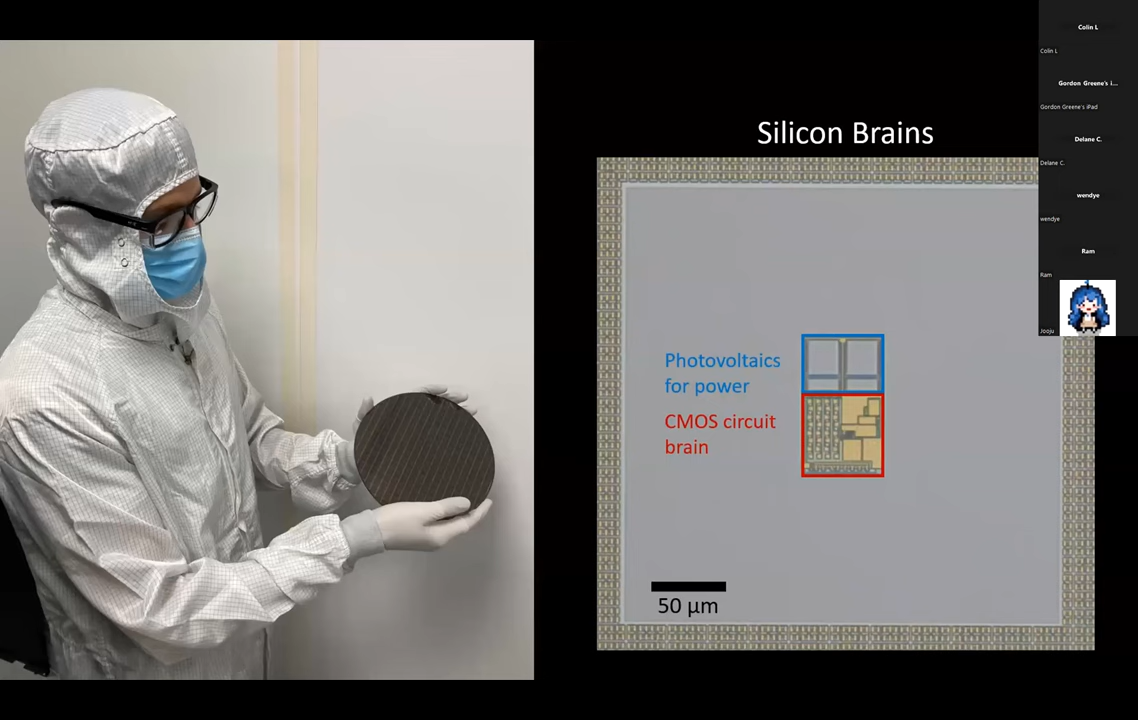 Silicon Brains
Photovoltaics
for power
CMOS circuit
brain
50 μm
Colin L
Colin L
Gordon Greene's i...
Gordon Greene's iPad
Delane C.
Delane C.
wendye
wendye
Ram
Ram
Jooju